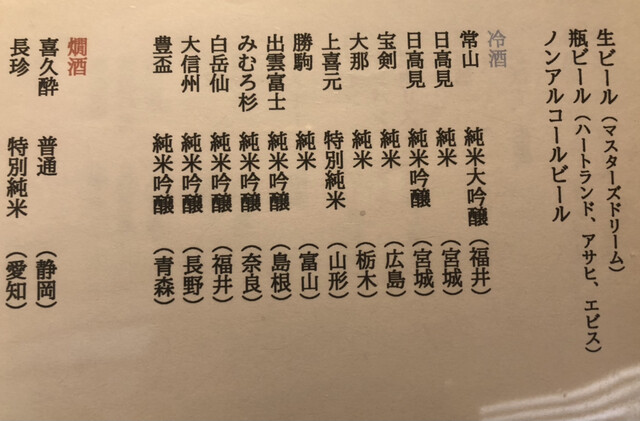 生ビール（マスターズドリーム）
瓶ビール（ハートランド、アサヒ、エビス）
ノンアルコールビール
冷酒
常山 純米大吟醸（福井）
日高見 純米（宮城）
日高見 純米吟醸（宮城）
宝剣 純米（広島）
大那 純米（栃木）
上喜元 特別純米（山形）
勝駒 純米（富山）
出雲富士 純米吟醸（島根）
みむろ杉 純米吟醸（奈良）
白岳仙 純米吟醸（福井）
大信州 純米吟醸（長野）
豊盃 純米吟醸（青森）
燗酒
喜久酔 普通（静岡）
長珍 特別純米（愛知）